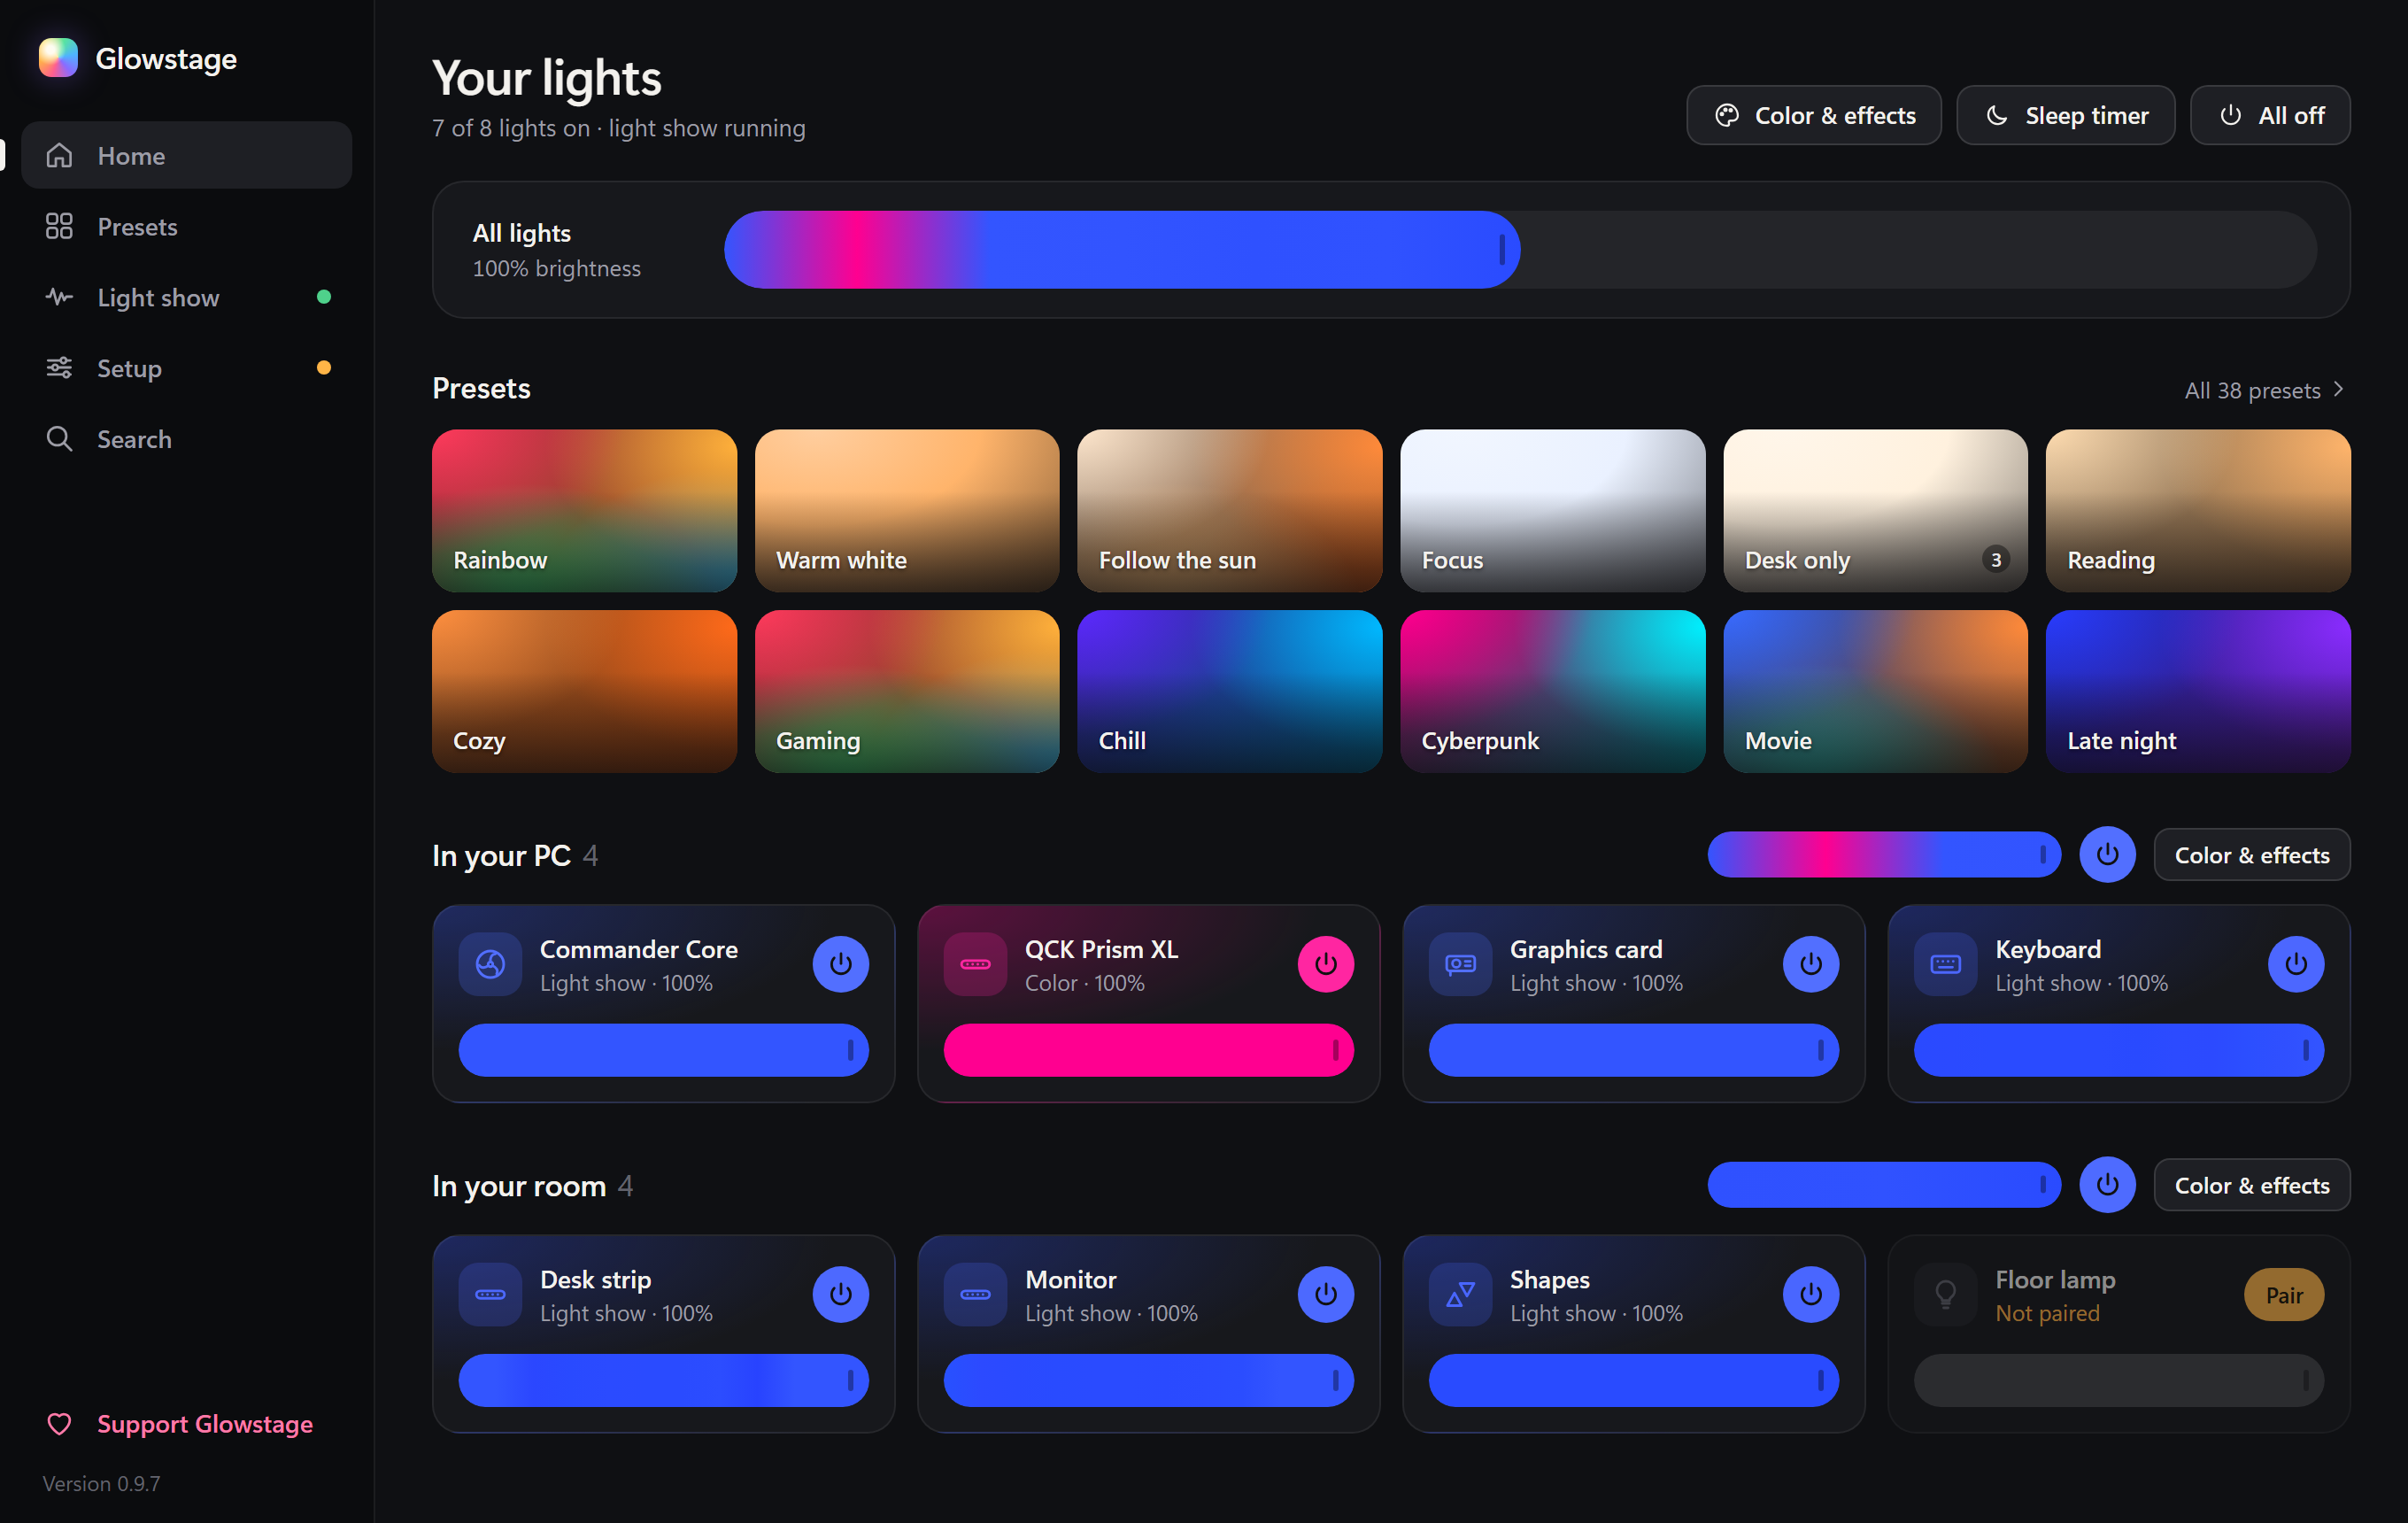 Glowstage
Home
Presets
Light show
Setup
Search
Support Glowstage
Version 0.9.7
Your lights
7 of 8 lights on · light show running
Color & effects
Sleep timer
All off
All lights
100% brightness
Presets
All 38 presets
Rainbow
Warm white
Follow the sun
Focus
Desk only
3
Reading
Cozy
Gaming
Chill
Cyberpunk
Movie
Late night
In your PC 4
Color & effects
Commander Core
Light show · 100%
QCK Prism XL
Color · 100%
Graphics card
Light show · 100%
Keyboard
Light show · 100%
In your room 4
Color & effects
Desk strip
Light show · 100%
Monitor
Light show · 100%
Shapes
Light show · 100%
Floor lamp
Not paired
Pair